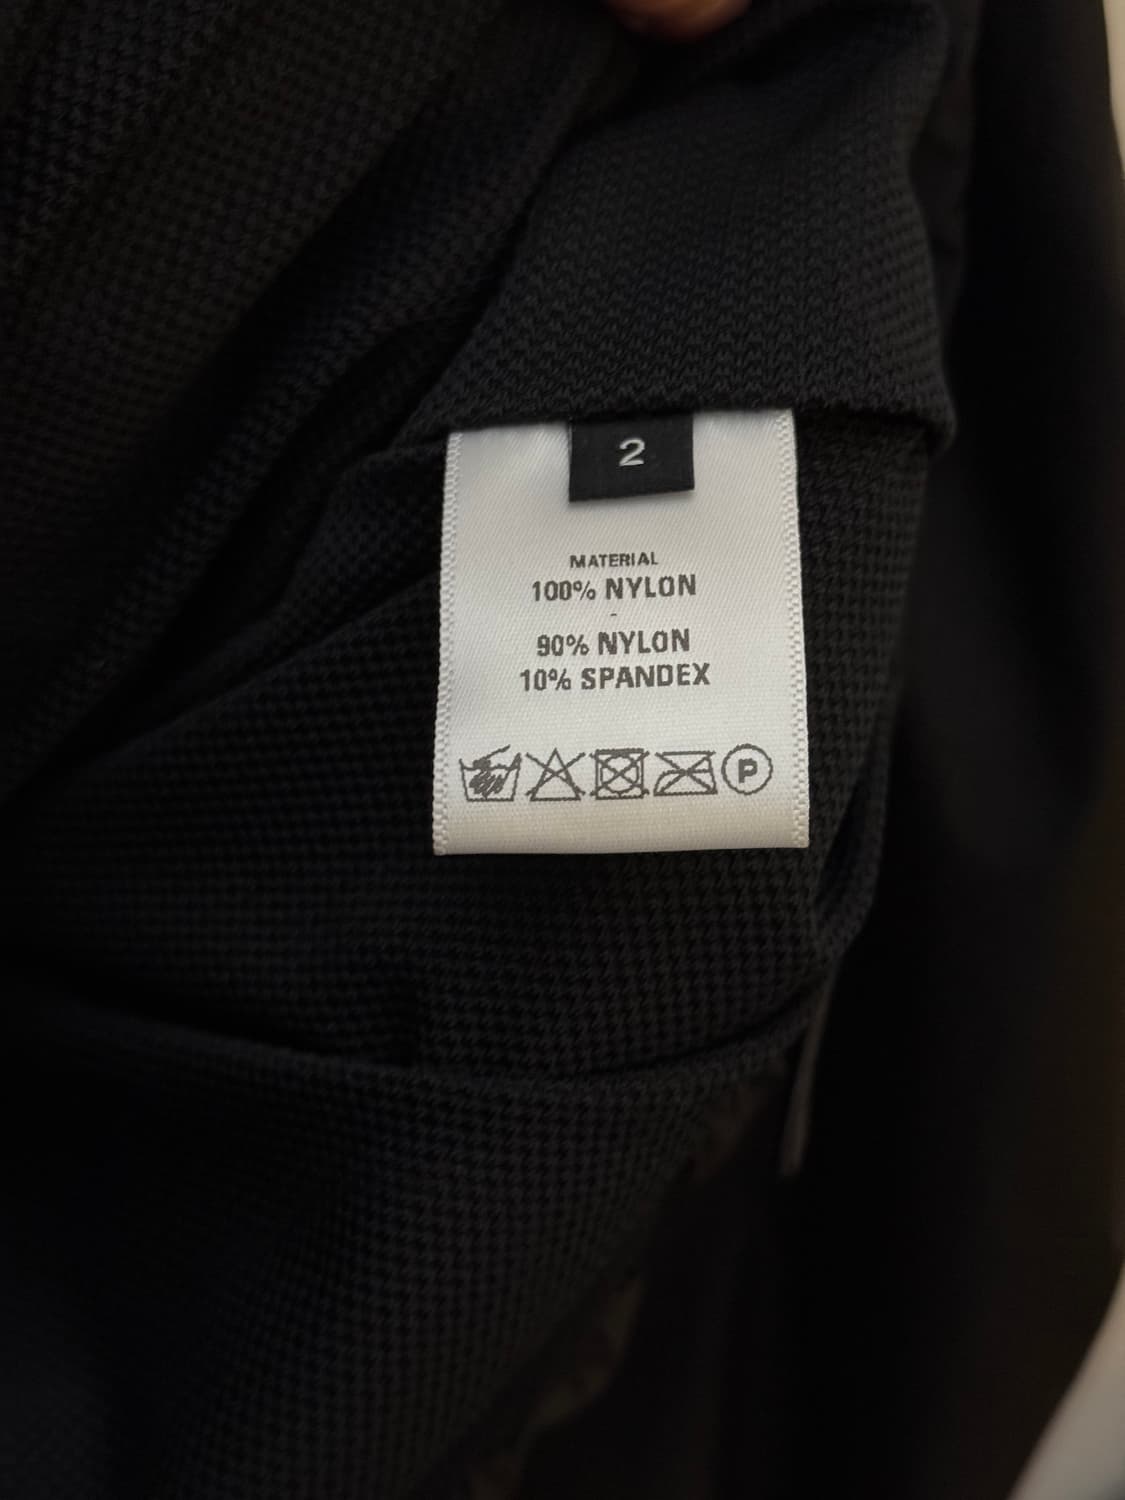 2
MATERIAL
100% NYLON
-
90% NYLON
10% SPANDEX
P